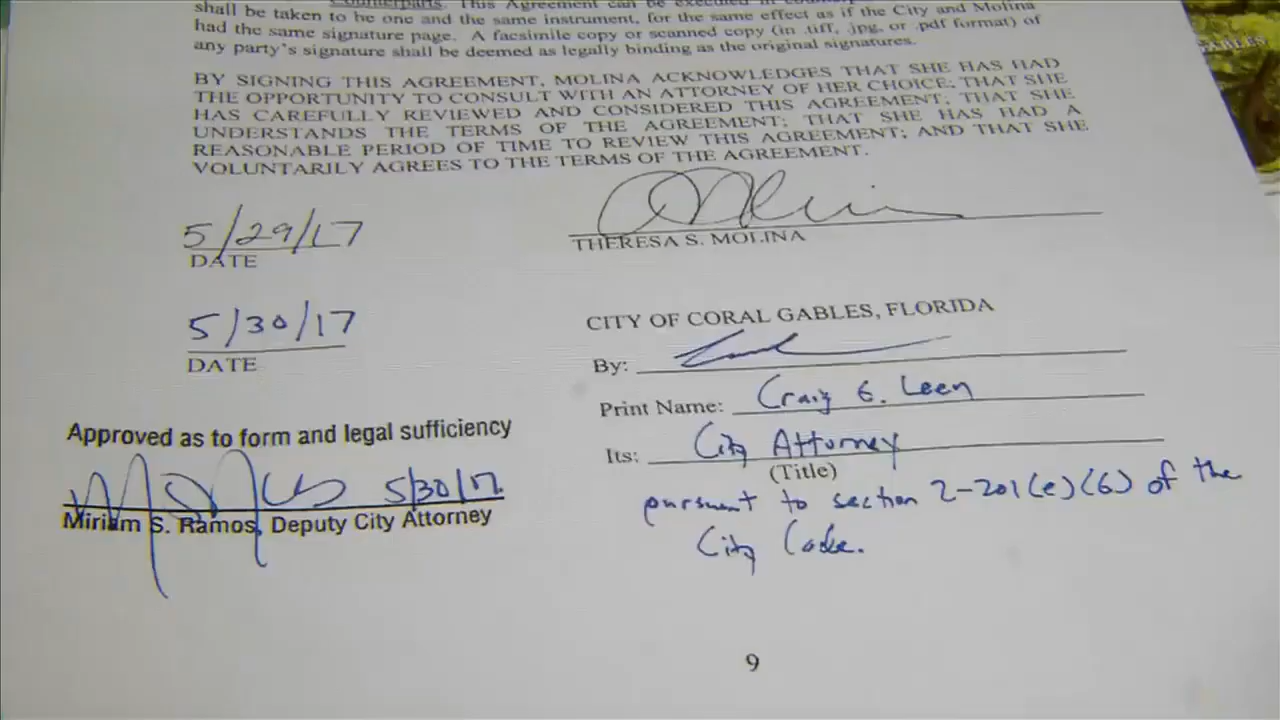 Counterparts. This Agreement can be executed in
shall be taken to be one and the same instrument, for the same effect as if the City and Molina
had the same signature page. A facsimile copy or scanned copy (in .tiff, .jpg, or .pdf format) of
any party's signature shall be deemed as legally binding as the original signatures.
BY SIGNING THIS AGREEMENT, MOLINA ACKNOWLEDGES THAT SHE HAS HAD
THE OPPORTUNITY TO CONSULT WITH AN ATTORNEY OF HER CHOICE; THAT SHE
HAS CAREFULLY REVIEWED AND CONSIDERED THIS AGREEMENT; THAT SHE
UNDERSTANDS THE TERMS OF THE AGREEMENT; THAT SHE HAS HAD A
REASONABLE PERIOD OF TIME TO REVIEW THIS AGREEMENT; AND THAT SHE
VOLUNTARILY AGREES TO THE TERMS OF THE AGREEMENT.
5/29/17
DATE
THERESA S. MOLINA
5/30/17
DATE
CITY OF CORAL GABLES, FLORIDA
By:
Print Name: Craig E. Leen
Its: City Attorney
(Title)
pursuant to section 2-201(e)(6) of the
City Code.
Approved as to form and legal sufficiency
5/30/17
Miriam S. Ramos, Deputy City Attorney
9